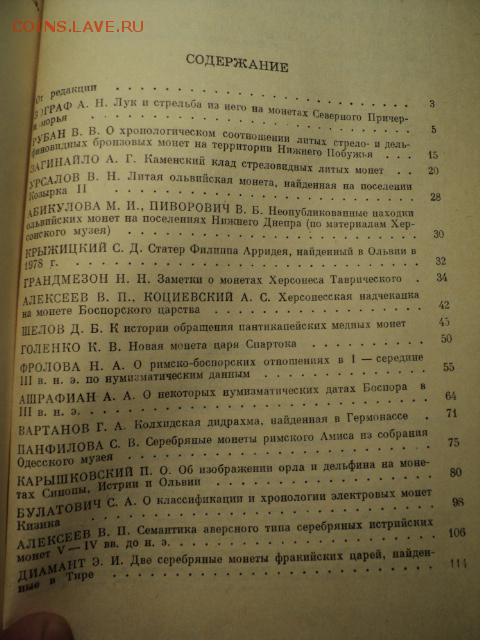 COINS.LAVE.RU
СОДЕРЖАНИЕ
От редакции 3
ЗОГРАФ А. Н. Лук и стрельба из него на монетах Северного Причер-
морья 5
РУБАН В. В. О хронологическом соотношении литых стрело- и дель-
финовидных бронзовых монет на территории Нижнего Побужья 15
ЗАГИНАЙЛО А. Г. Каменский клад стреловидных литых монет 20
УРСАЛОВ В. Н. Литая ольвийская монета, найденная на поселении
Козырка II 28
АБИКУЛОВА М. И., ПИВОРОВИЧ В. Б. Неопубликованные находки
ольвийских монет на поселениях Нижнего Днепра (по материалам Хер-
сонского музея) 30
КРЫЖИЦКИЙ С. Д. Статер Филиппа Арридея, найденный в Ольвии в
1978 г. 32
ГРАНДМЕЗОН Н. Н. Заметки о монетах Херсонеса Таврического 34
АЛЕКСЕЕВ В. П., КОЦИЕВСКИЙ А. С. Херсонесская надчеканка
на монете Боспорского царства 42
ШЕЛОВ Д. Б. К истории обращения пантикапейских медных монет 45
ГОЛЕНКО К. В. Новая монета царя Спартока 50
ФРОЛОВА Н. А. О римско-боспорских отношениях в I — середине
III в. н. э. по нумизматическим данным 55
АШРАФИАН А. А. О некоторых нумизматических датах Боспора в
III в. н. э. 64
ВАРТАНОВ Г. А. Колхидская дидрахма, найденная в Гермонассе 71
ПАНФИЛОВА С. В. Серебряные монеты римского Амиса из собрания
Одесского музея 75
КАРЫШКОВСКИЙ П. О. Об изображении орла и дельфина на моне-
тах Синопы, Истрии и Ольвии 80
БУЛАТОВИЧ С. А. О классификации и хронологии электровых монет
Кизика 98
АЛЕКСЕЕВ В. П. Семантика аверсного типа серебряных истрийских
монет V—IV вв. до н. э. 106
ДИАМАНТ Э. И. Две серебряные монеты фракийских царей, найден-
ные в Тире 114